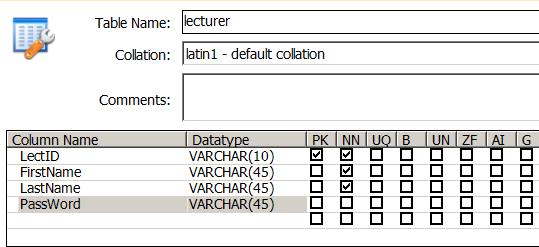 Table Name: lecturer
Collation: latin1 - default collation
Comments:
Column Name Datatype PK NN UQ B UN ZF AI G
LectID VARCHAR(10)
FirstName VARCHAR(45)
LastName VARCHAR(45)
PassWord VARCHAR(45)